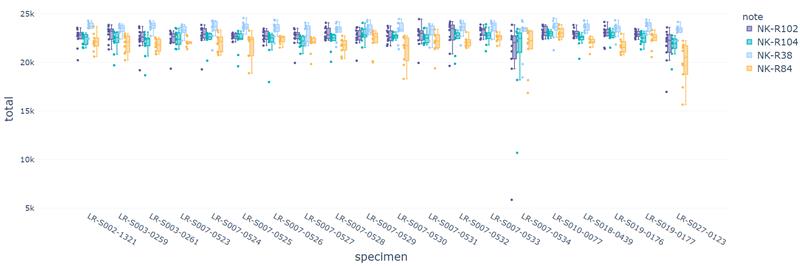 25k
20k
15k
10k
5k
total
LR-S002-1321
LR-S003-0259
LR-S003-0261
LR-S007-0523
LR-S007-0524
LR-S007-0525
LR-S007-0526
LR-S007-0527
LR-S007-0528
LR-S007-0529
LR-S007-0530
LR-S007-0531
LR-S007-0532
LR-S007-0533
LR-S007-0534
LR-S010-0077
LR-S018-0439
LR-S019-0176
LR-S019-0177
LR-S027-0123
specimen
note
NK-R102
NK-R104
NK-R38
NK-R84